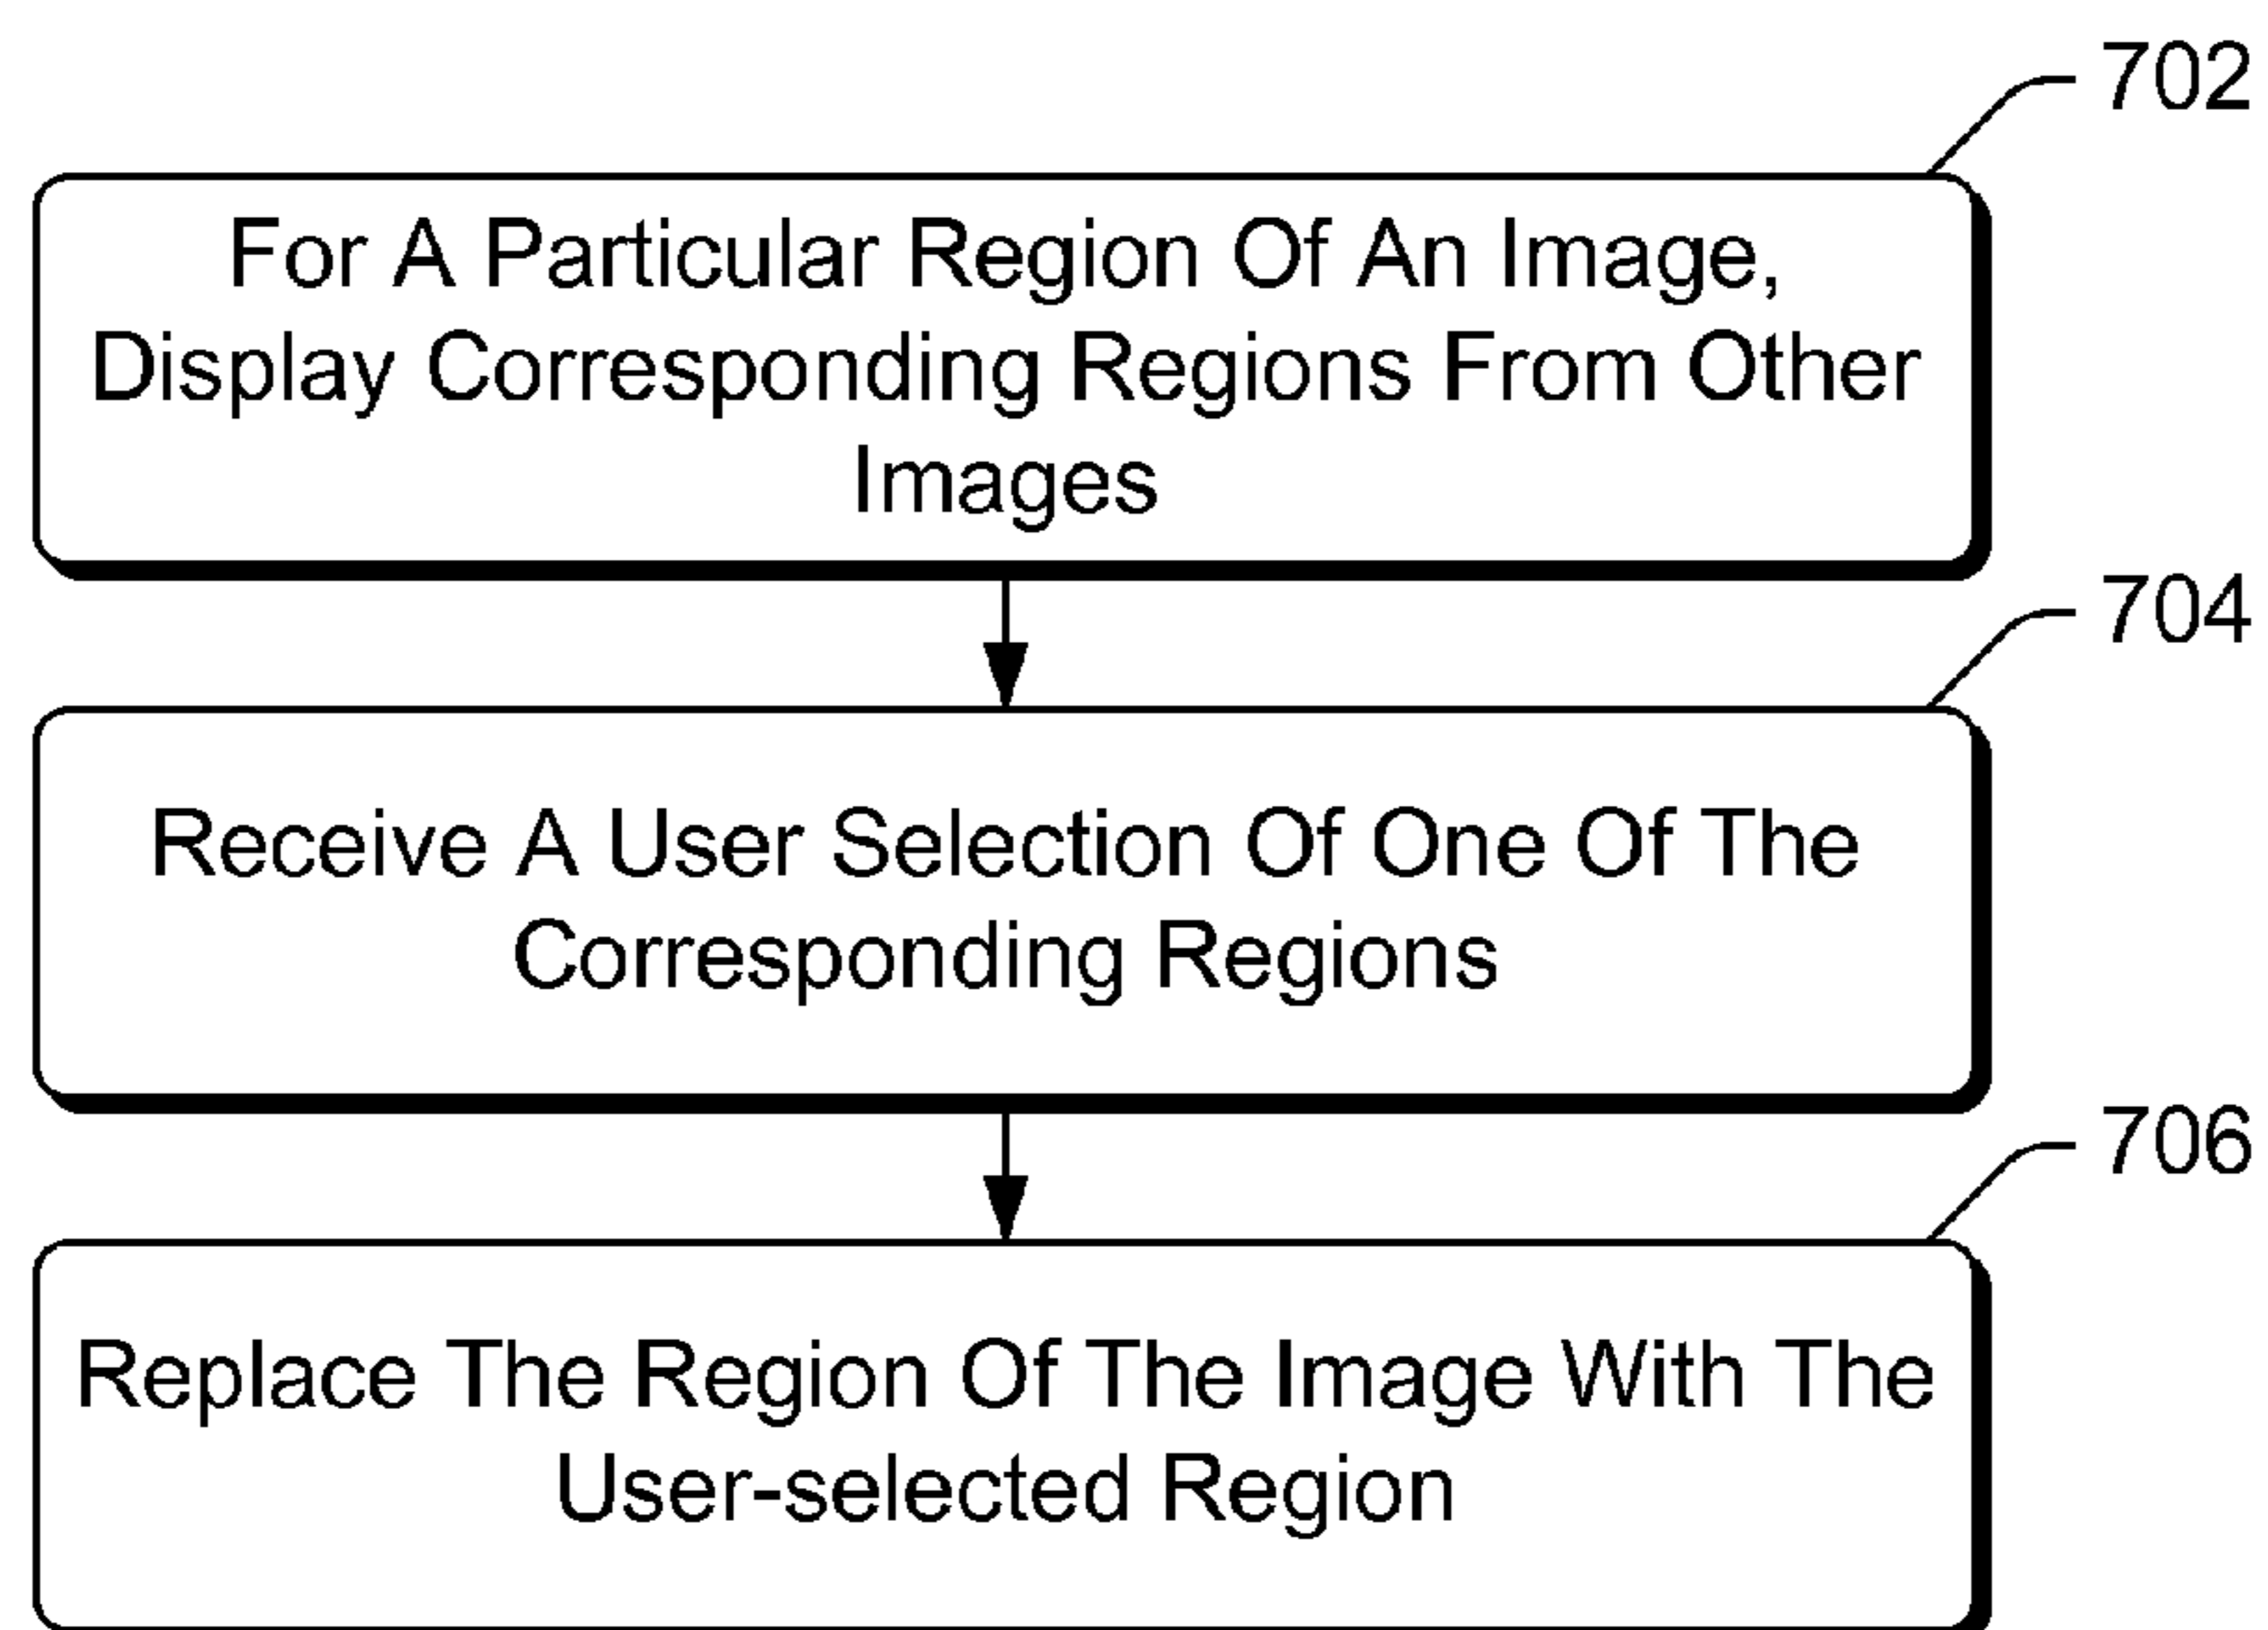 702
For A Particular Region Of An Image,
Display Corresponding Regions From Other
Images
704
Receive A User Selection Of One Of The
Corresponding Regions
706
Replace The Region Of The Image With The
User-selected Region